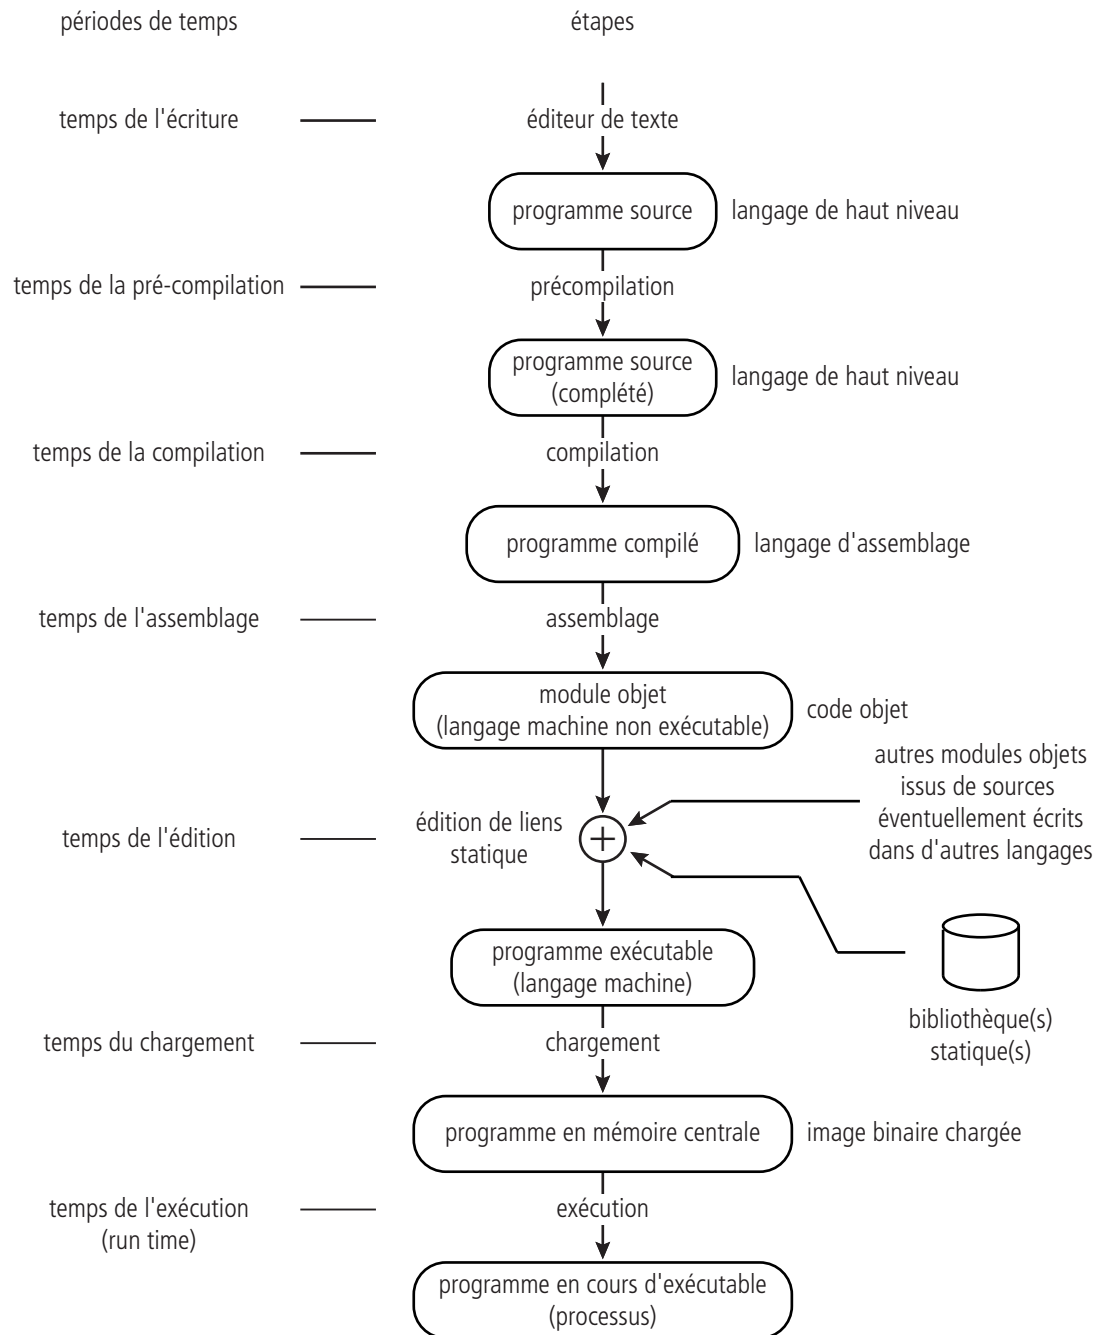 périodes de temps
étapes
temps de l'écriture
éditeur de texte
programme source
langage de haut niveau
temps de la pré-compilation
précompilation
programme source
(complété)
langage de haut niveau
temps de la compilation
compilation
programme compilé
langage d'assemblage
temps de l'assemblage
assemblage
module objet
(langage machine non exécutable)
code objet
autres modules objets
issus de sources
éventuellement écrits
dans d'autres langages
temps de l'édition
édition de liens
statique
programme exécutable
(langage machine)
bibliothèque(s)
statique(s)
temps du chargement
chargement
programme en mémoire centrale
image binaire chargée
temps de l'exécution
(run time)
exécution
programme en cours d'exécutable
(processus)